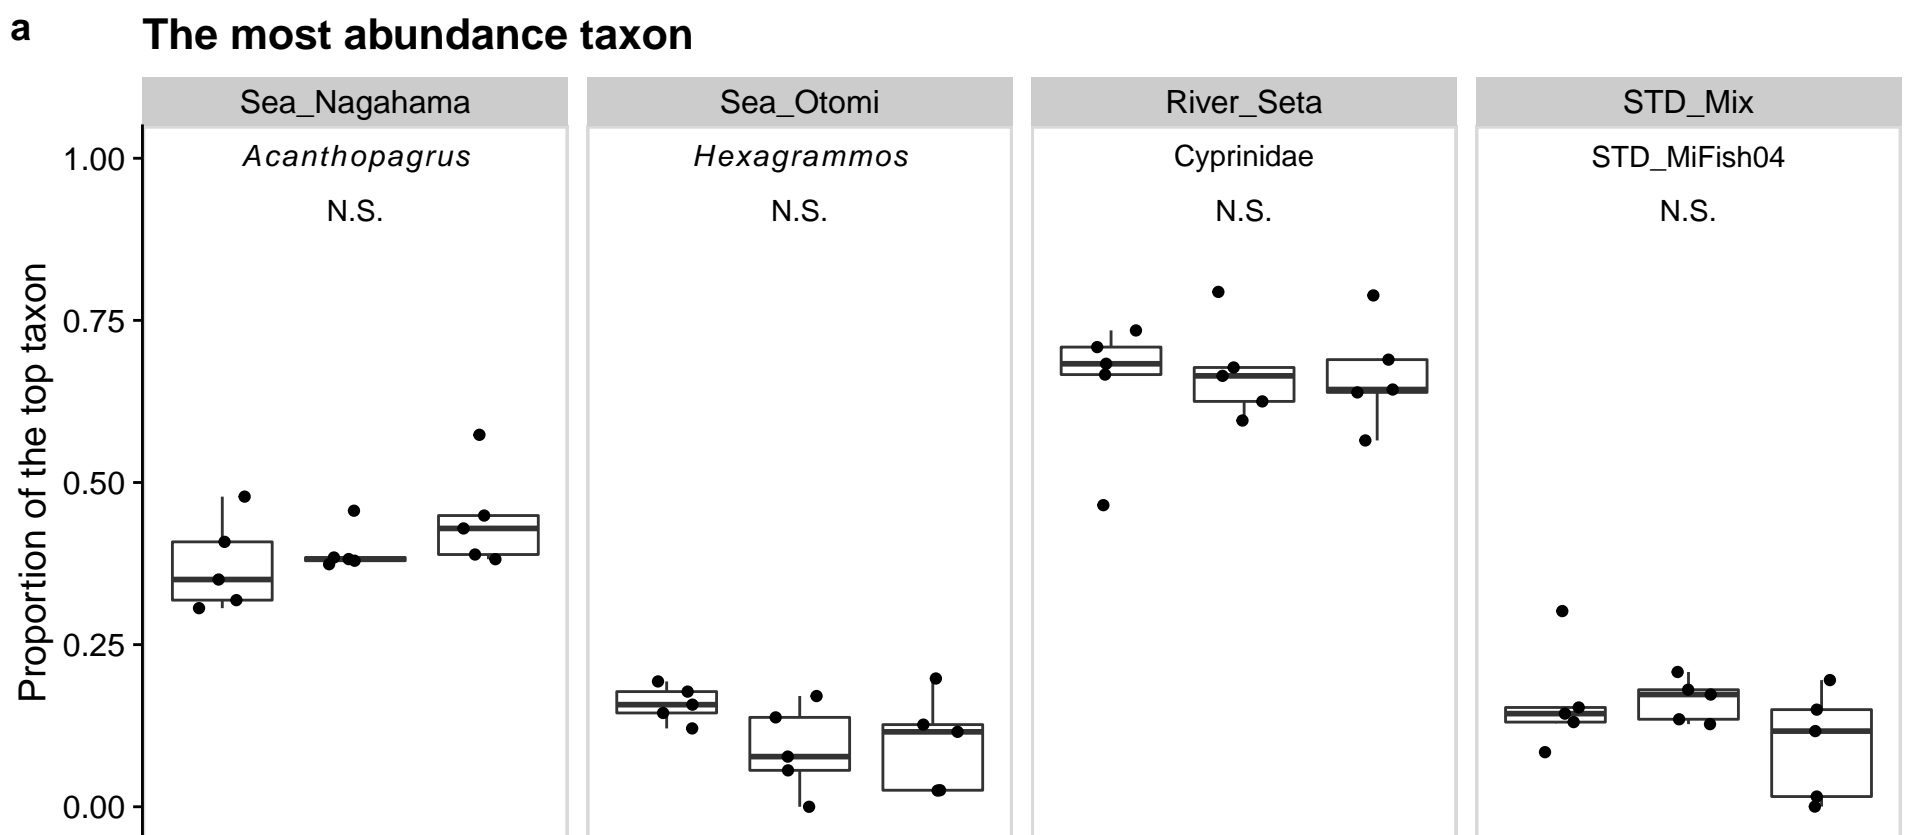 a
The most abundance taxon
Sea_Nagahama
Sea_Otomi
River_Seta
STD_Mix
Acanthopagrus
Hexagrammos
Cyprinidae
STD_MiFish04
N.S.
N.S.
N.S.
N.S.
Proportion of the top taxon
1.00
0.75
0.50
0.25
0.00